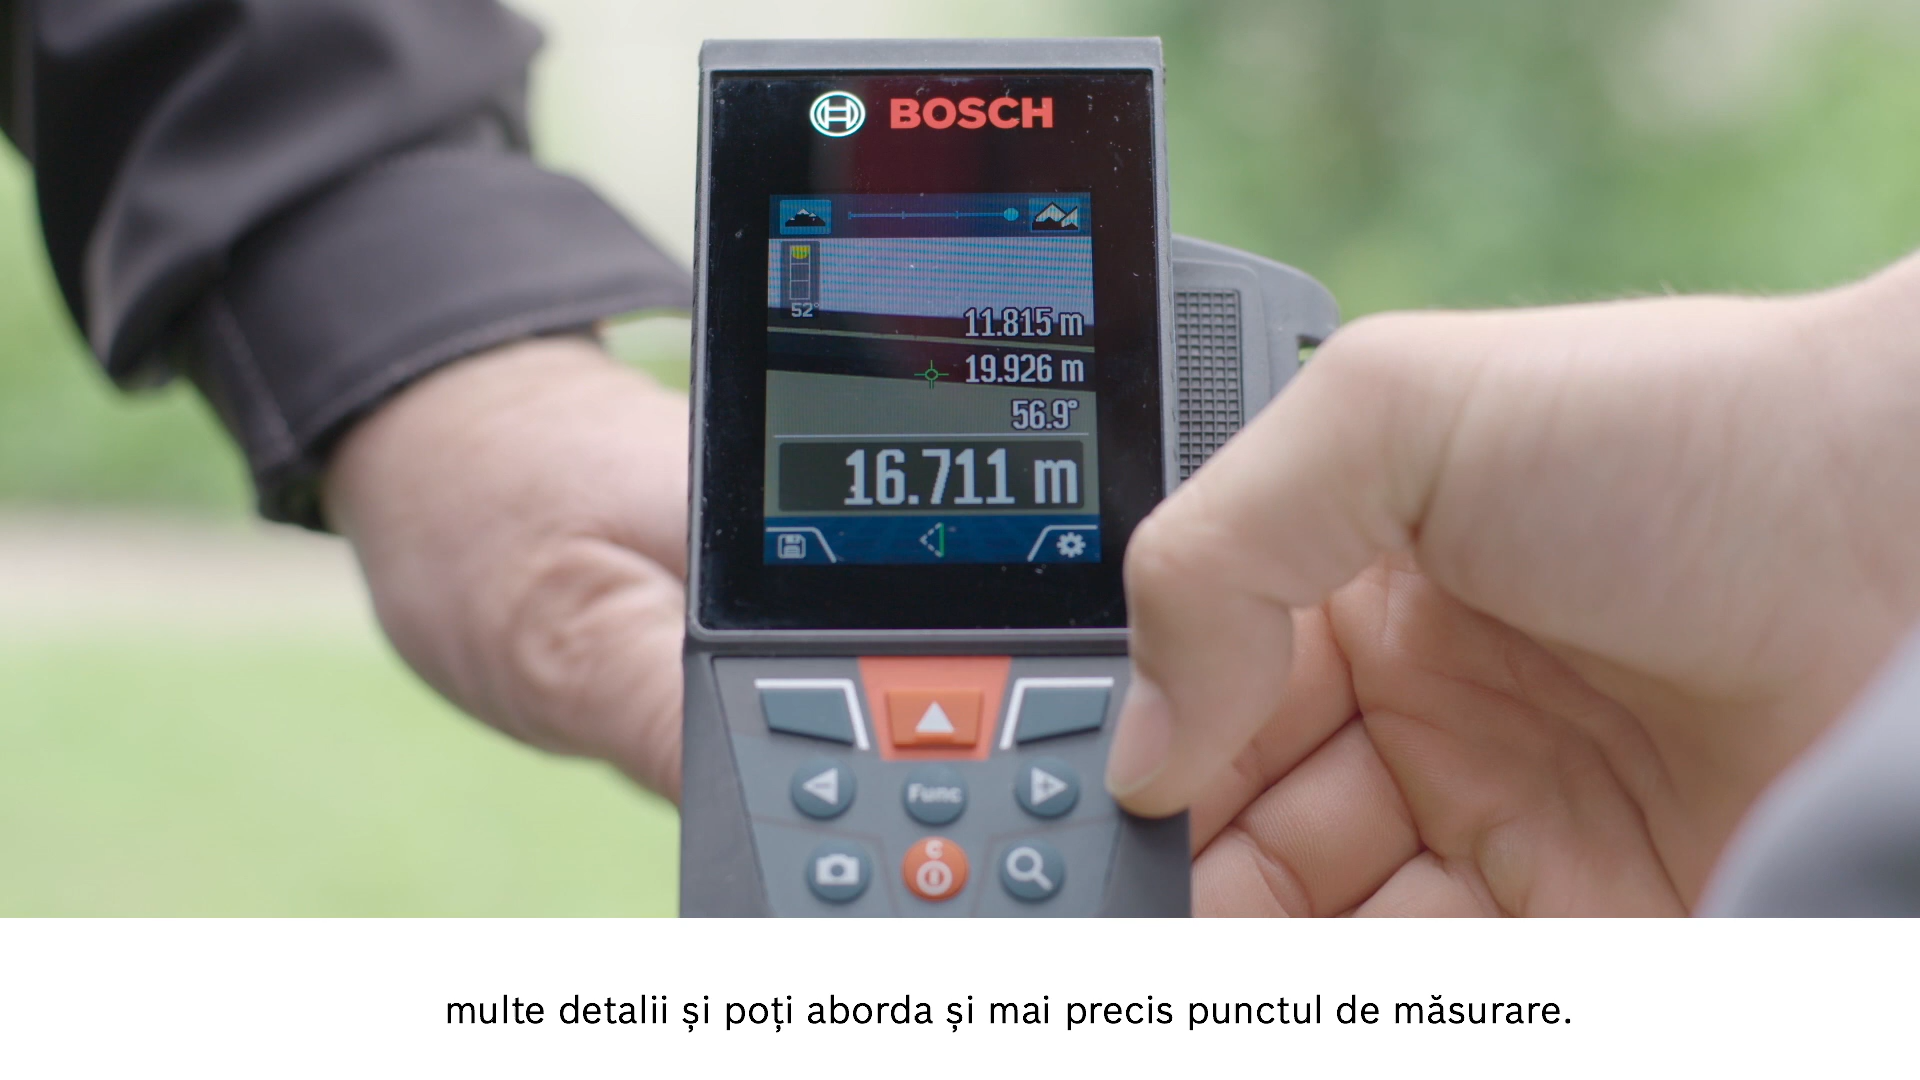 BOSCH
52°
11.815 m
19.926 m
56.9°
16.711 m
Func
C
multe detalii și poți aborda și mai precis punctul de măsurare.